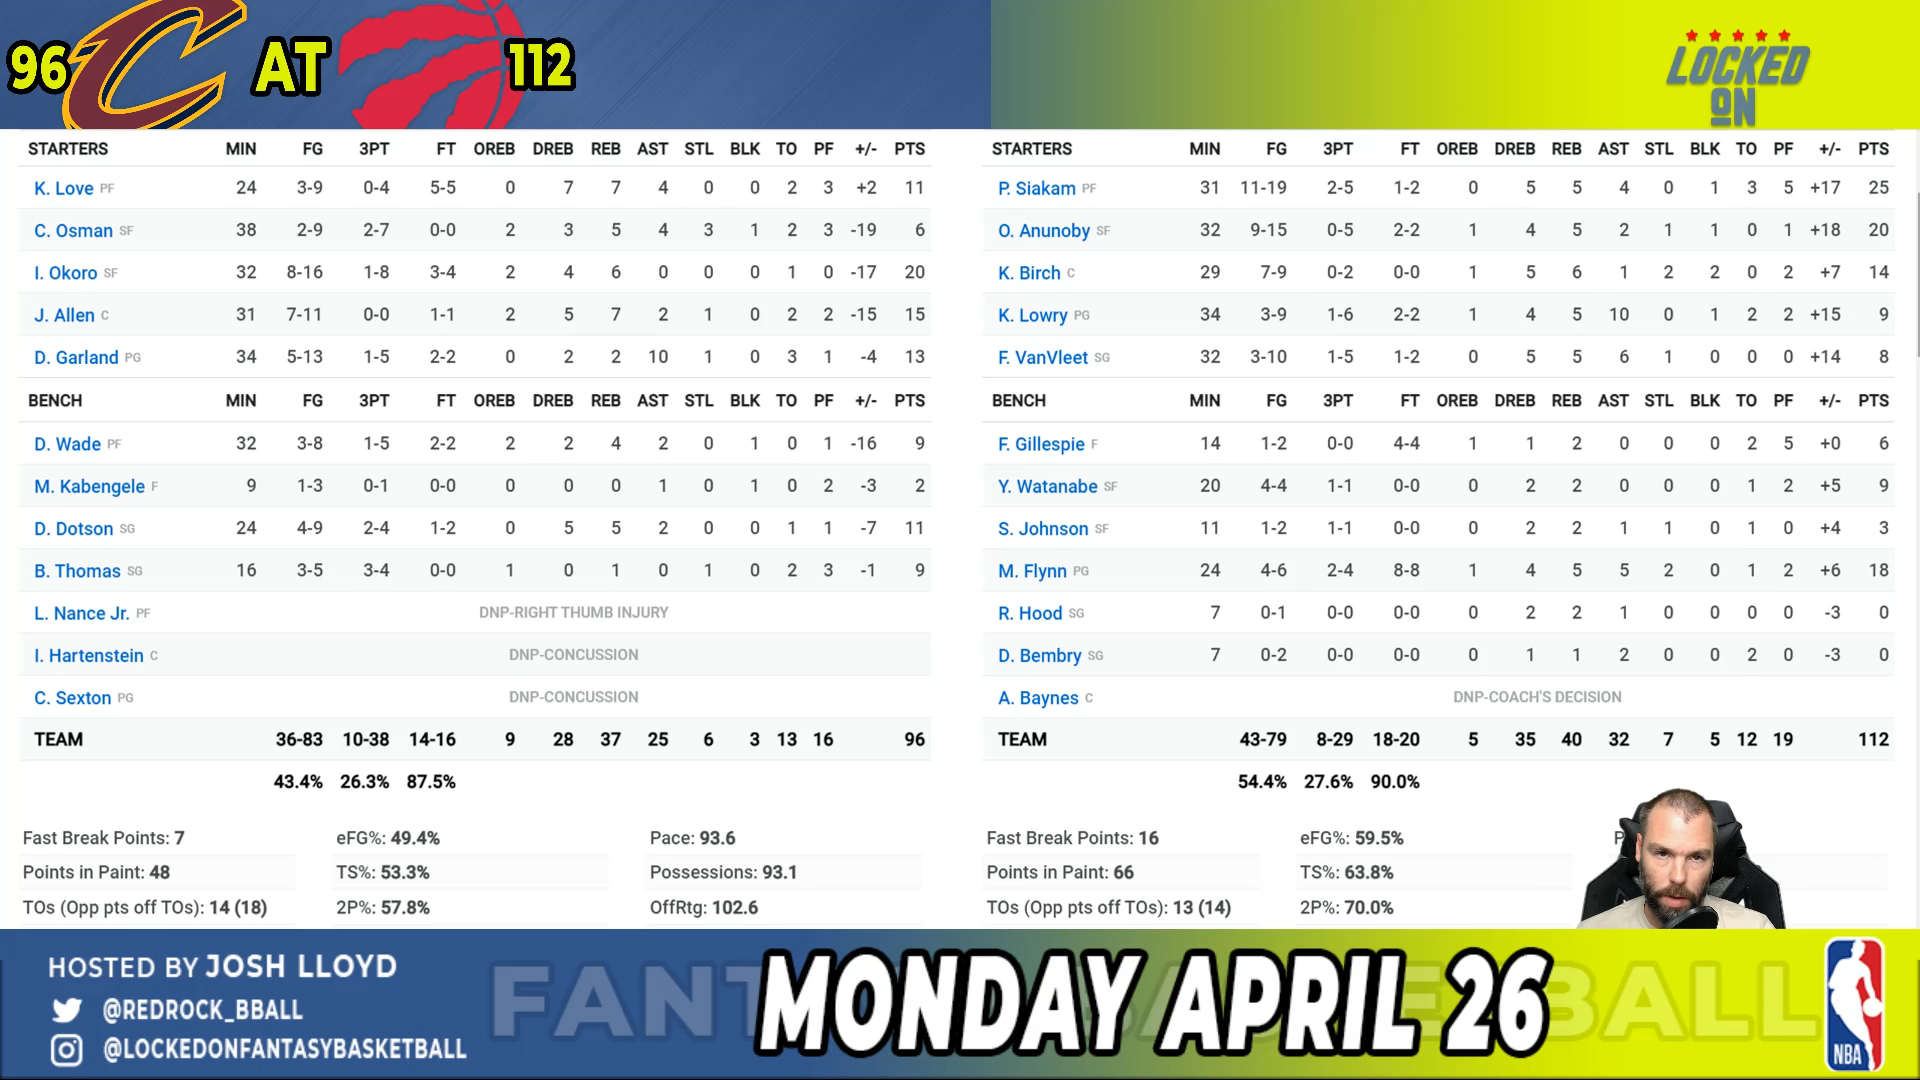 96 AT 112
LOCKED
ON
STARTERS MIN FG 3PT FT OREB DREB REB AST STL BLK TO PF +/- PTS
K. Love PF 24 3-9 0-4 5-5 0 7 7 4 0 0 2 3 +2 11
C. Osman SF 38 2-9 2-7 0-0 2 3 5 4 3 1 2 3 -19 6
I. Okoro SF 32 8-16 1-8 3-4 2 4 6 0 0 0 1 0 -17 20
J. Allen C 31 7-11 0-0 1-1 2 5 7 2 1 0 2 2 -15 15
D. Garland PG 34 5-13 1-5 2-2 0 2 2 10 1 0 3 1 -4 13
BENCH MIN FG 3PT FT OREB DREB REB AST STL BLK TO PF +/- PTS
D. Wade PF 32 3-8 1-5 2-2 2 2 4 2 0 1 0 1 -16 9
M. Kabengele F 9 1-3 0-1 0-0 0 0 0 1 0 1 0 2 -3 2
D. Dotson SG 24 4-9 2-4 1-2 0 5 5 2 0 0 1 1 -7 11
B. Thomas SG 16 3-5 3-4 0-0 1 0 1 0 1 0 2 3 -1 9
L. Nance Jr. PF DNP-RIGHT THUMB INJURY
I. Hartenstein C DNP-CONCUSSION
C. Sexton PG DNP-CONCUSSION
TEAM 36-83 10-38 14-16 9 28 37 25 6 3 13 16 96
43.4% 26.3% 87.5%
Fast Break Points: 7 eFG%: 49.4% Pace: 93.6
Points in Paint: 48 TS%: 53.3% Possessions: 93.1
TOs (Opp pts off TOs): 14 (18) 2P%: 57.8% OffRtg: 102.6
STARTERS MIN FG 3PT FT OREB DREB REB AST STL BLK TO PF +/- PTS
P. Siakam PF 31 11-19 2-5 1-2 0 5 5 4 0 1 3 5 +17 25
O. Anunoby SF 32 9-15 0-5 2-2 1 4 5 2 1 1 0 1 +18 20
K. Birch C 29 7-9 0-2 0-0 1 5 6 1 2 2 0 2 +7 14
K. Lowry PG 34 3-9 1-6 2-2 1 4 5 10 0 1 2 2 +15 9
F. VanVleet SG 32 3-10 1-5 1-2 0 5 5 6 1 0 0 0 +14 8
BENCH MIN FG 3PT FT OREB DREB REB AST STL BLK TO PF +/- PTS
F. Gillespie F 14 1-2 0-0 4-4 1 1 2 0 0 0 2 5 +0 6
Y. Watanabe SF 20 4-4 1-1 0-0 0 2 2 0 0 0 1 2 +5 9
S. Johnson SF 11 1-2 1-1 0-0 0 2 2 1 1 0 1 0 +4 3
M. Flynn PG 24 4-6 2-4 8-8 1 4 5 5 2 0 1 2 +6 18
R. Hood SG 7 0-1 0-0 0-0 0 2 2 1 0 0 0 0 -3 0
D. Bembry SG 7 0-2 0-0 0-0 0 1 1 2 0 0 2 0 -3 0
A. Baynes C DNP-COACH'S DECISION
TEAM 43-79 8-29 18-20 5 35 40 32 7 5 12 19 112
54.4% 27.6% 90.0%
Fast Break Points: 16 eFG%: 59.5%
Points in Paint: 66 TS%: 63.8%
TOs (Opp pts off TOs): 13 (14) 2P%: 70.0%
HOSTED BY JOSH LLOYD
@REDROCK_BBALL
@LOCKEDONFANTASYBASKETBALL
MONDAY APRIL 26
NBA